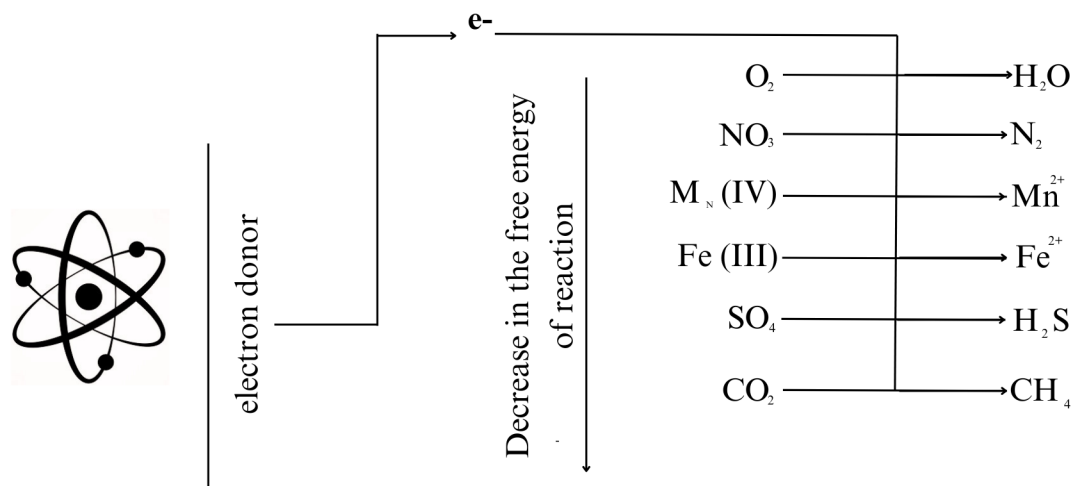 e-
electron donor
Decrease in the free energy
of reaction
O₂
H₂O
NO₃
N₂
M ɴ (IV)
Mn²⁺
Fe (III)
Fe²⁺
SO₄
H₂S
CO₂
CH₄